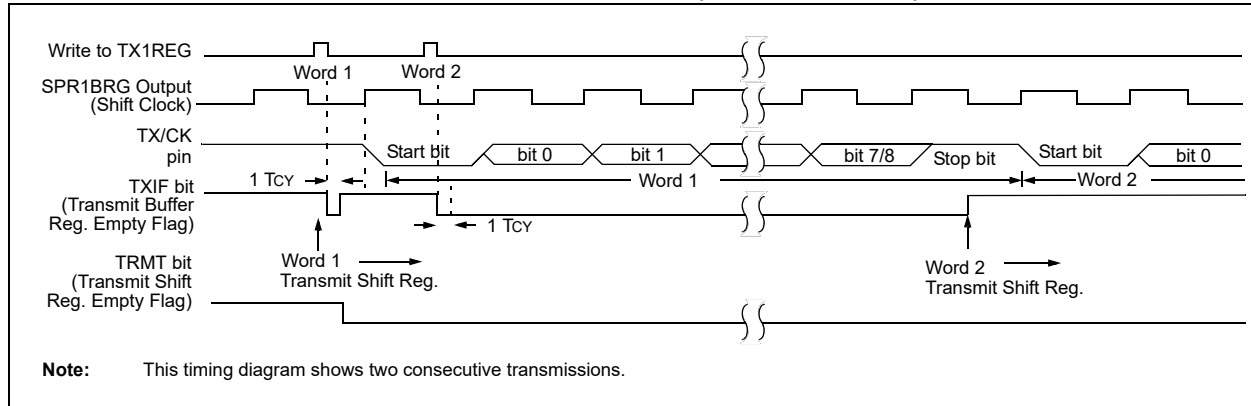 Write to TX1REG
Word 1
Word 2
SPR1BRG Output
(Shift Clock)
TX/CK
pin
Start bit
bit 0
bit 1
bit 7/8
Stop bit
Start bit
bit 0
1 TCY
Word 1
Word 2
TXIF bit
(Transmit Buffer
Reg. Empty Flag)
1 TCY
Word 1
Transmit Shift Reg.
Word 2
Transmit Shift Reg.
TRMT bit
(Transmit Shift
Reg. Empty Flag)
Note: This timing diagram shows two consecutive transmissions.